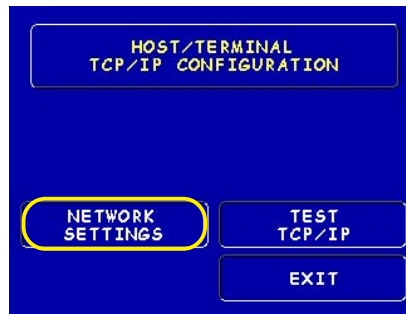 HOST/TERMINAL
TCP/IP CONFIGURATION
NETWORK
SETTINGS
TEST
TCP/IP
EXIT